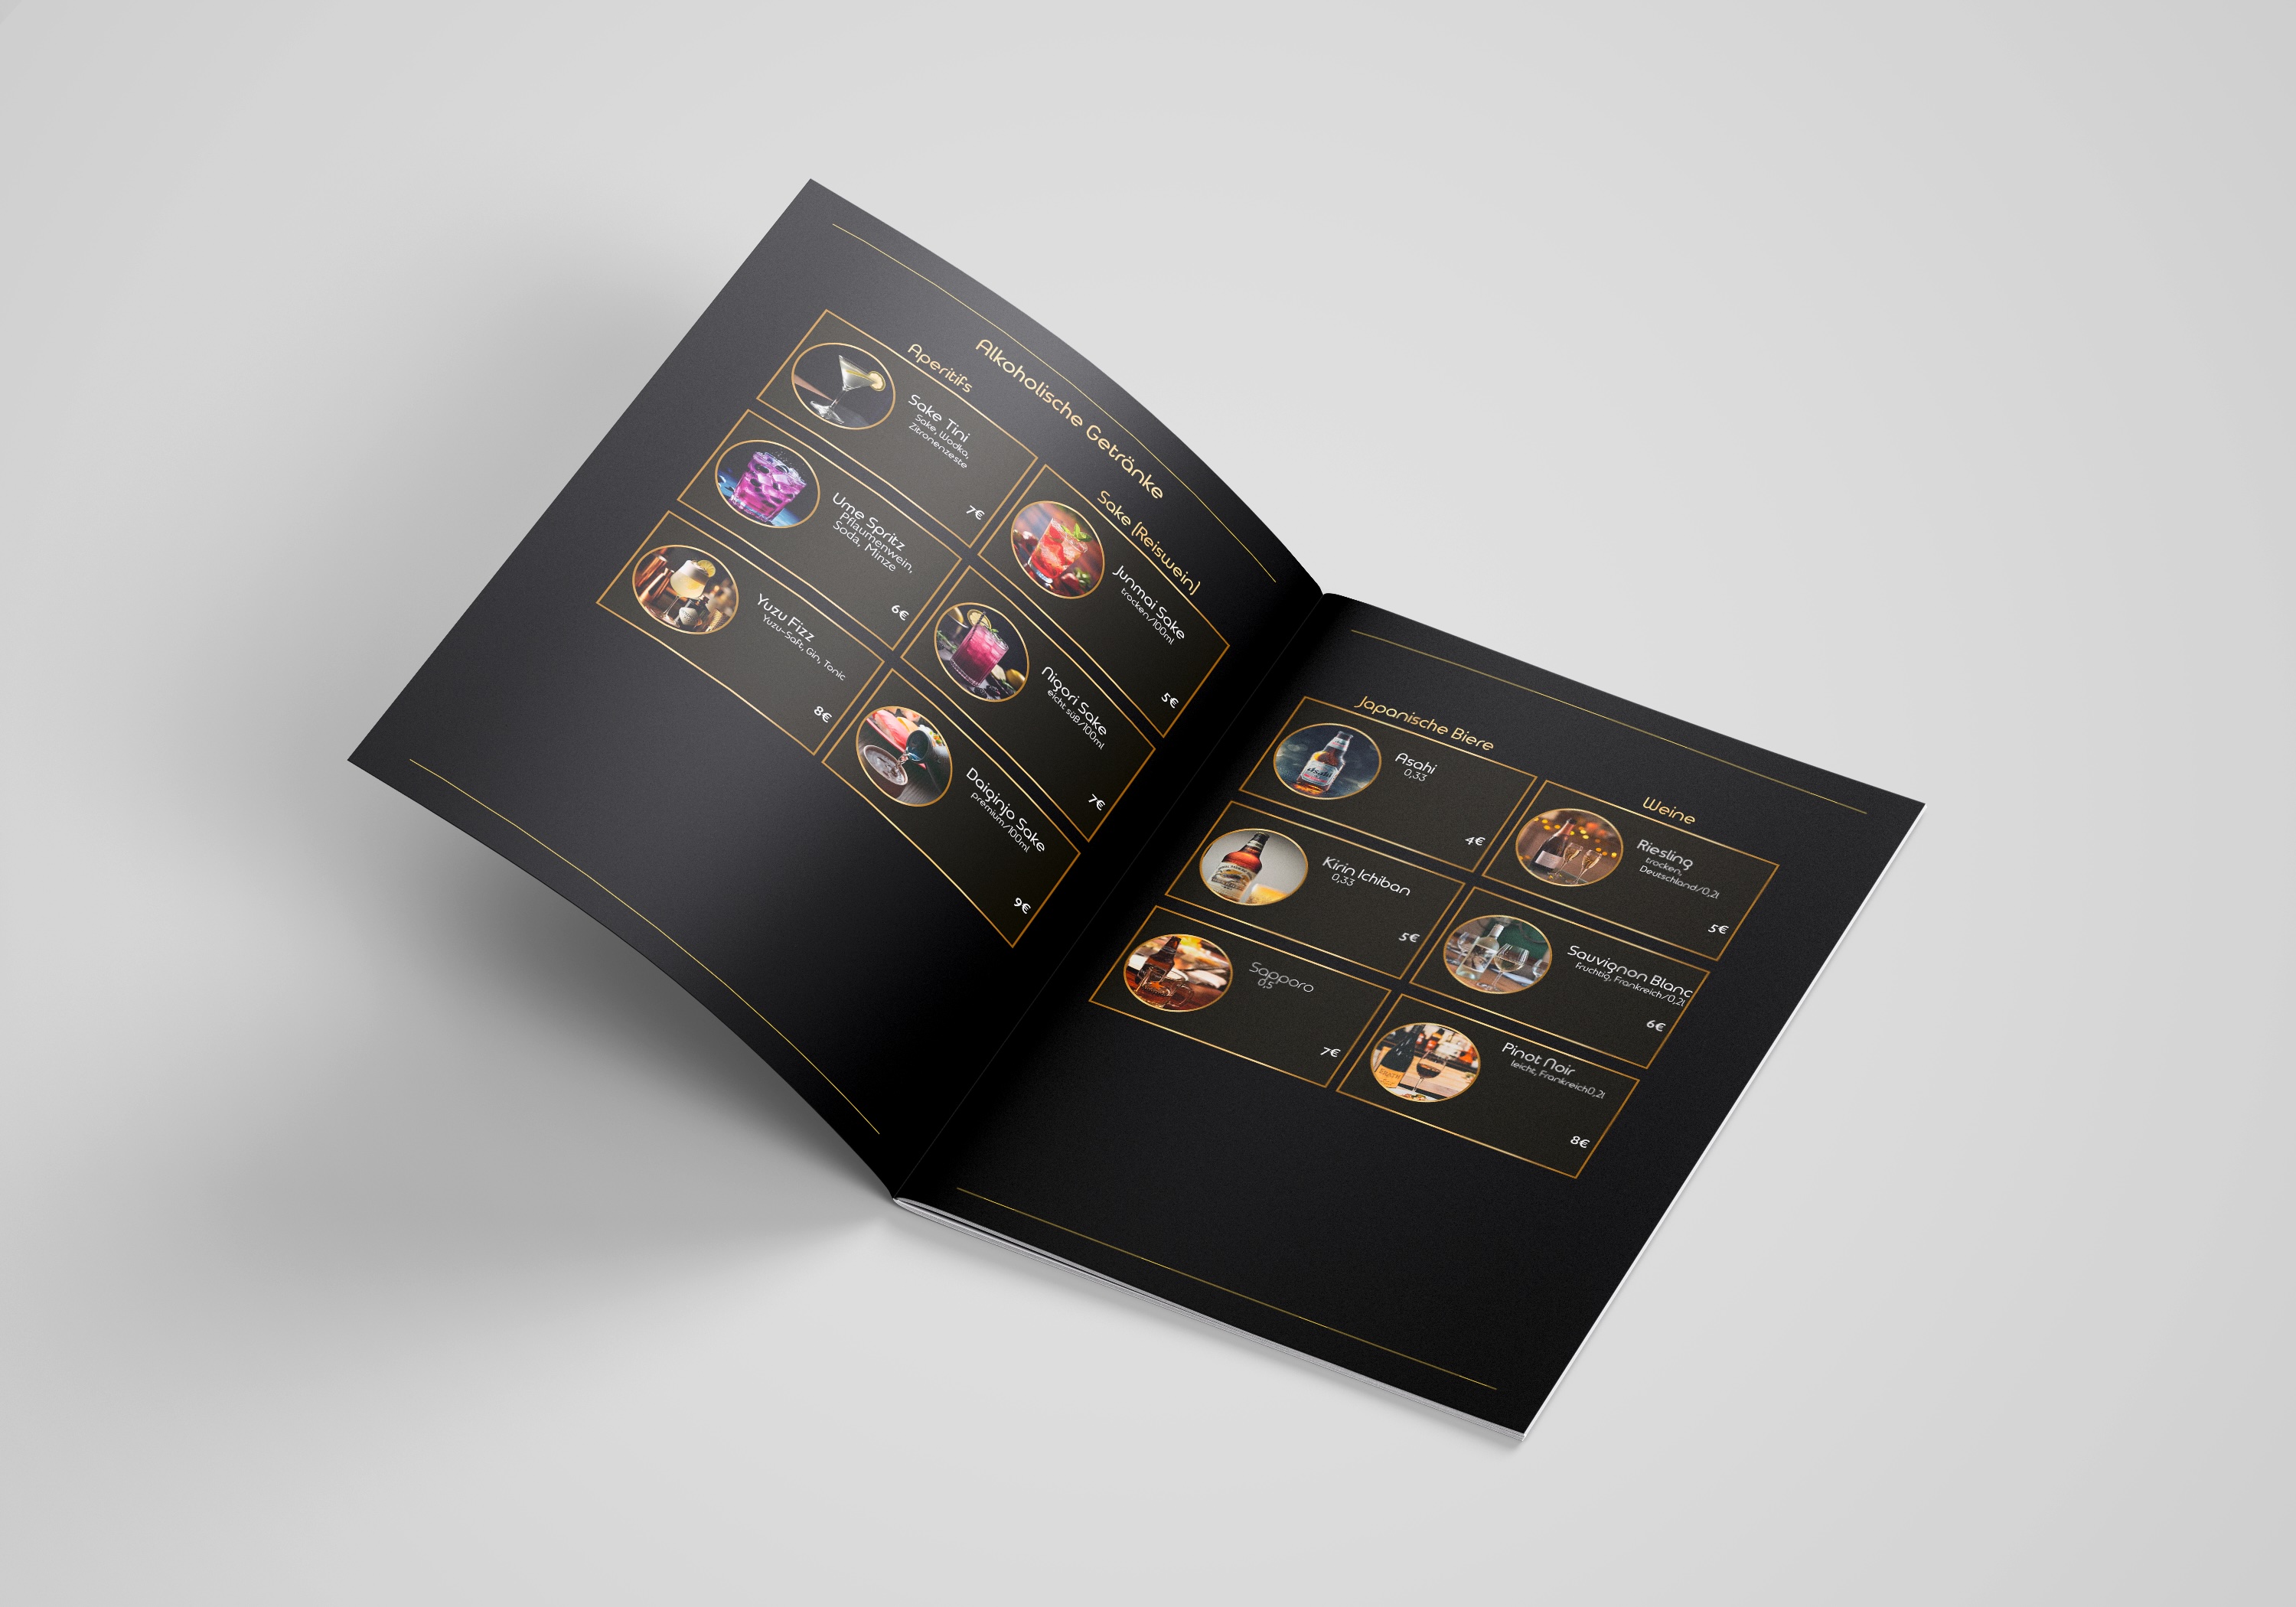 Alkoholische Getränke
Aperitifs
Sake Tini
Sake, Wodka,
Zitronenzeste
7€
Ume Spritz
Pflaumenwein,
Soda, Minze
6€
Yuzu Fizz
Yuzu-Saft, Gin, Tonic
8€
Sake (Reiswein)
Junmai Sake
trocken/100ml
5€
Nigori Sake
eicht süß/100ml
7€
Daiginjo Sake
premium/100ml
9€
Japanische Biere
Asahi
0,33
4€
Kirin Ichiban
0,33
5€
Sapporo
0,5
7€
Weine
Riesling
trocken,
Deutschland/0,2l
5€
Sauvignon Blanc
fruchtig, Frankreich/0,2l
6€
Pinot Noir
leicht, Frankreich0,2l
8€
Asahi